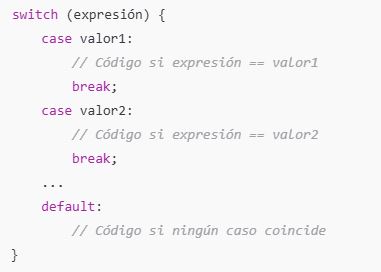 switch (expresión) {
case valor1:
// Código si expresión == valor1
break;
case valor2:
// Código si expresión == valor2
break;
...
default:
// Código si ningún caso coincide
}